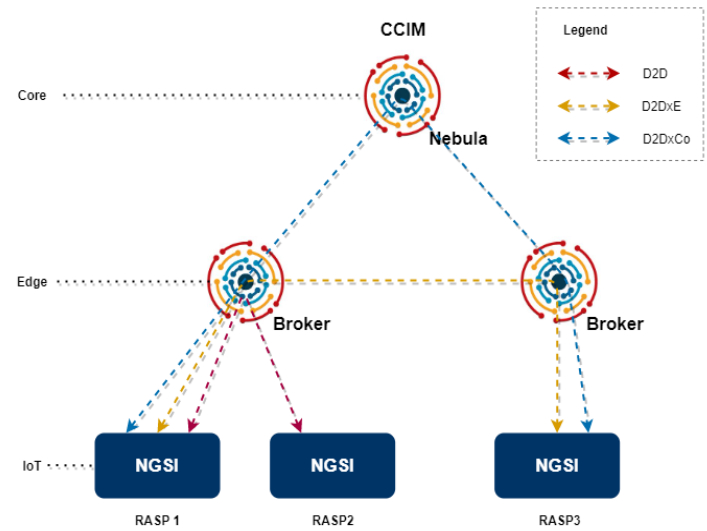 CCIM
Legend
D2D
Core
D2DxE
Nebula
D2DxCo
Edge
Broker
Broker
IoT
NGSI
NGSI
NGSI
RASP 1
RASP2
RASP3